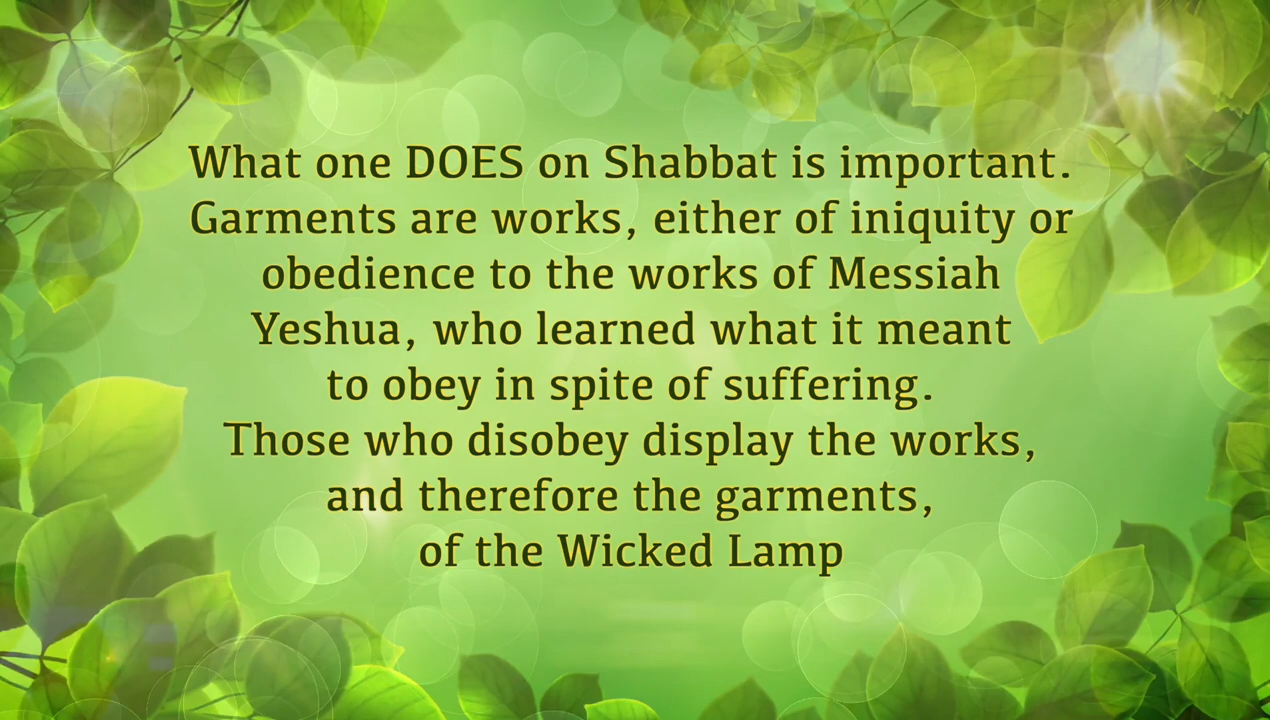 What one DOES on Shabbat is important.
Garments are works, either of iniquity or
obedience to the works of Messiah
Yeshua, who learned what it meant
to obey in spite of suffering.
Those who disobey display the works,
and therefore the garments,
of the Wicked Lamp